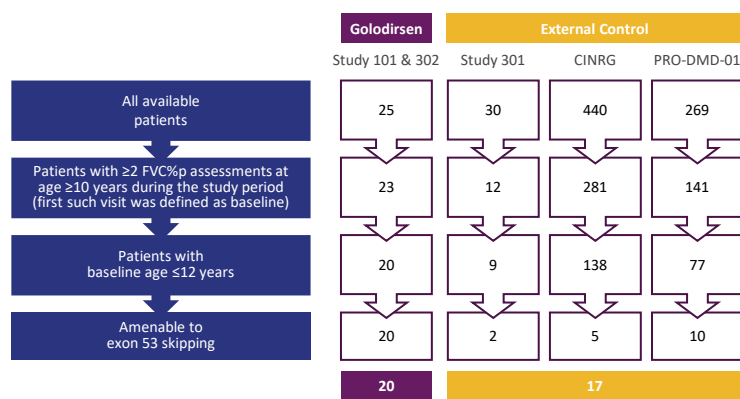 Golodirsen External Control
Study 101 & 302 Study 301 CINRG PRO-DMD-01
All available
patients
25 30 440 269
Patients with ≥2 FVC%p assessments at
age ≥10 years during the study period
(first such visit was defined as baseline)
23 12 281 141
Patients with
baseline age ≤12 years
20 9 138 77
Amenable to
exon 53 skipping
20 2 5 10
20 17